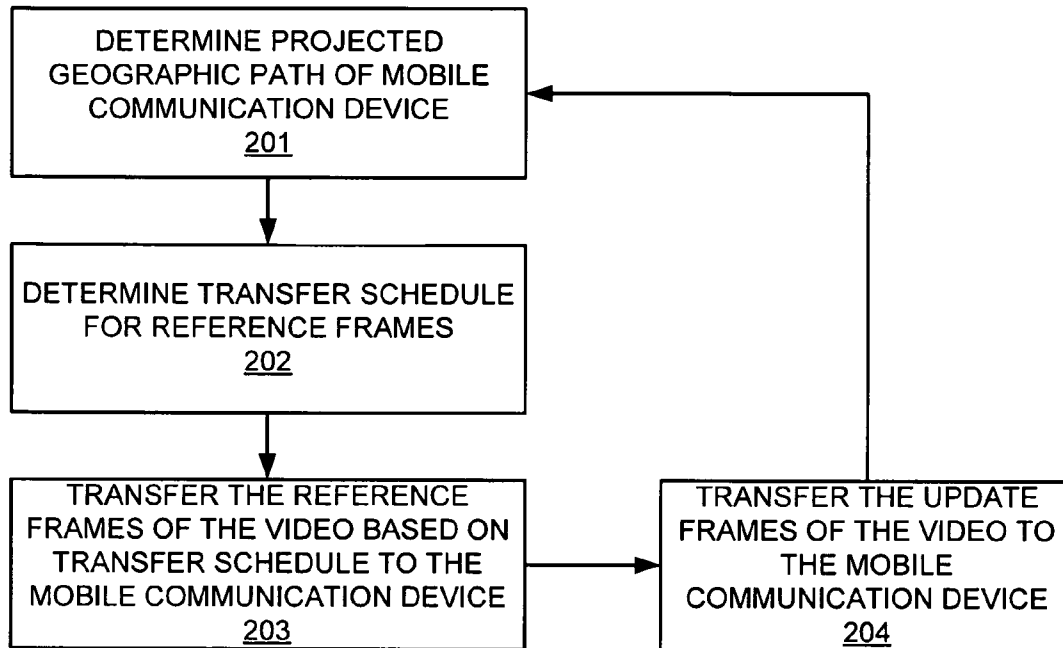 DETERMINE PROJECTED
GEOGRAPHIC PATH OF MOBILE
COMMUNICATION DEVICE
201
DETERMINE TRANSFER SCHEDULE
FOR REFERENCE FRAMES
202
TRANSFER THE REFERENCE
FRAMES OF THE VIDEO BASED ON
TRANSFER SCHEDULE TO THE
MOBILE COMMUNICATION DEVICE
203
TRANSFER THE UPDATE
FRAMES OF THE VIDEO TO
THE MOBILE
COMMUNICATION DEVICE
204